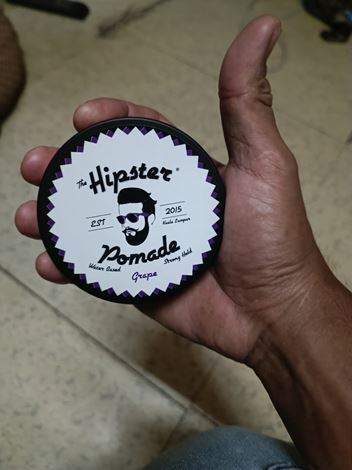 The Hipster®
EST 2015
Kuala Lumpur
Pomade
Water Based Strong Hold
Grape